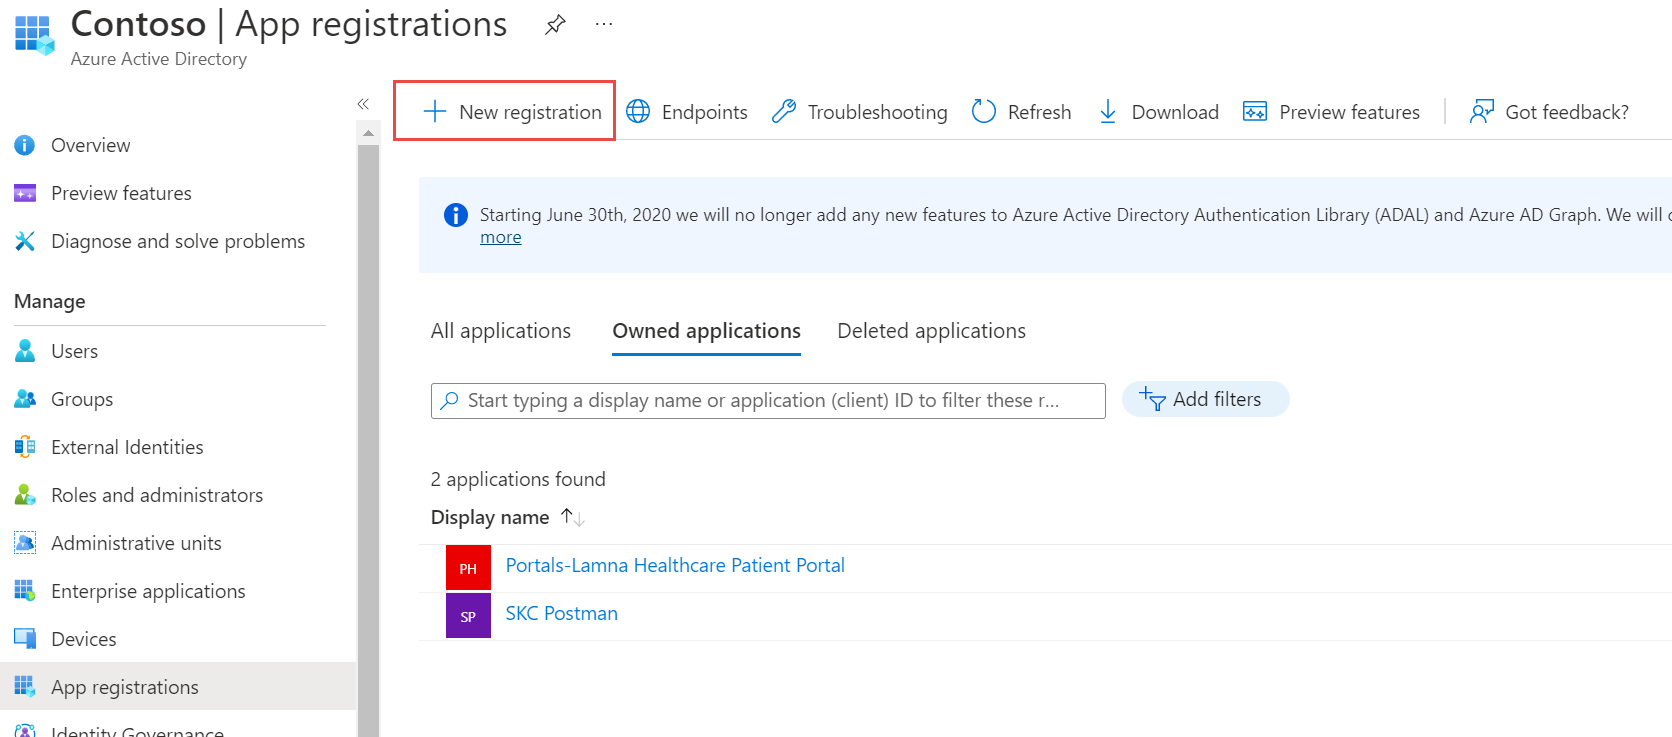 Contoso | App registrations
Azure Active Directory
Overview
Preview features
Diagnose and solve problems
Manage
Users
Groups
External Identities
Roles and administrators
Administrative units
Enterprise applications
Devices
App registrations
Identity Governance
New registration
Endpoints
Troubleshooting
Refresh
Download
Preview features
Got feedback?
Starting June 30th, 2020 we will no longer add any new features to Azure Active Directory Authentication Library (ADAL) and Azure AD Graph. We will
more
All applications
Owned applications
Deleted applications
Start typing a display name or application (client) ID to filter these r...
Add filters
2 applications found
Display name
PH Portals-Lamna Healthcare Patient Portal
SP SKC Postman